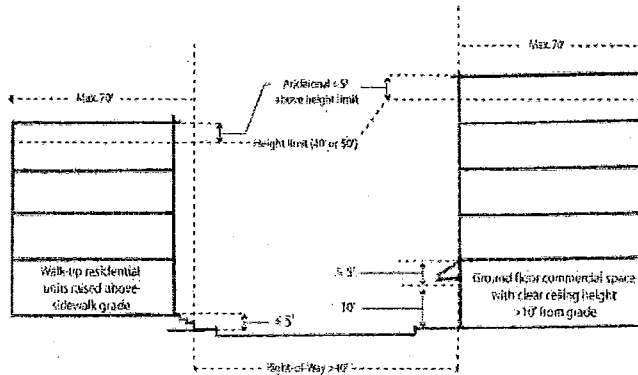 Max. 70'
Max. 70'
Additional ≤ 5'
above height limit
Height limit (40' or 50')
Walk-up residential
units raised above
sidewalk grade
≤ 5'
≤ 5'
10'
Ground floor commercial space
with clear ceiling height
>10' from grade
Right-of-Way >40'